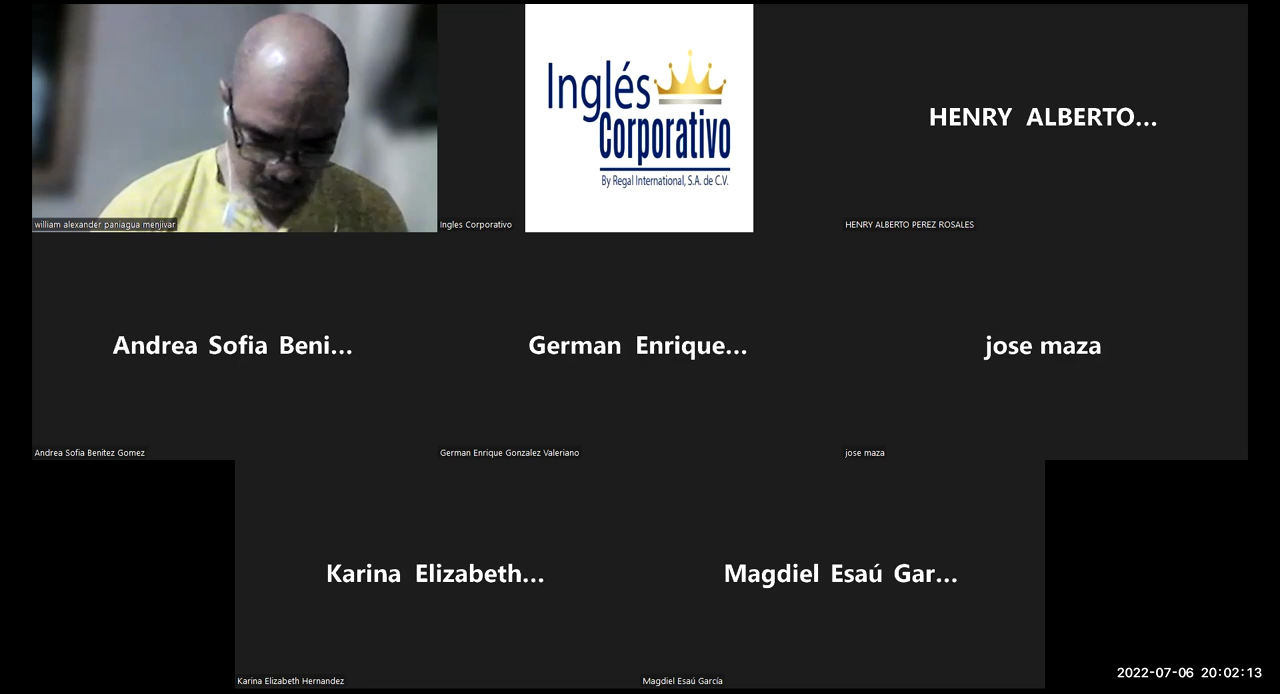 Inglés
Corporativo
By Regal International, S.A. de C.V.
HENRY ALBERTO...
william alexander paniagua menjivar
Ingles Corporativo
HENRY ALBERTO PEREZ ROSALES
Andrea Sofia Beni...
German Enrique...
jose maza
Andrea Sofia Benitez Gomez
German Enrique Gonzalez Valeriano
jose maza
Karina Elizabeth...
Magdiel Esaú Gar...
Karina Elizabeth Hernandez
Magdiel Esaú García
2022-07-06 20:02:13